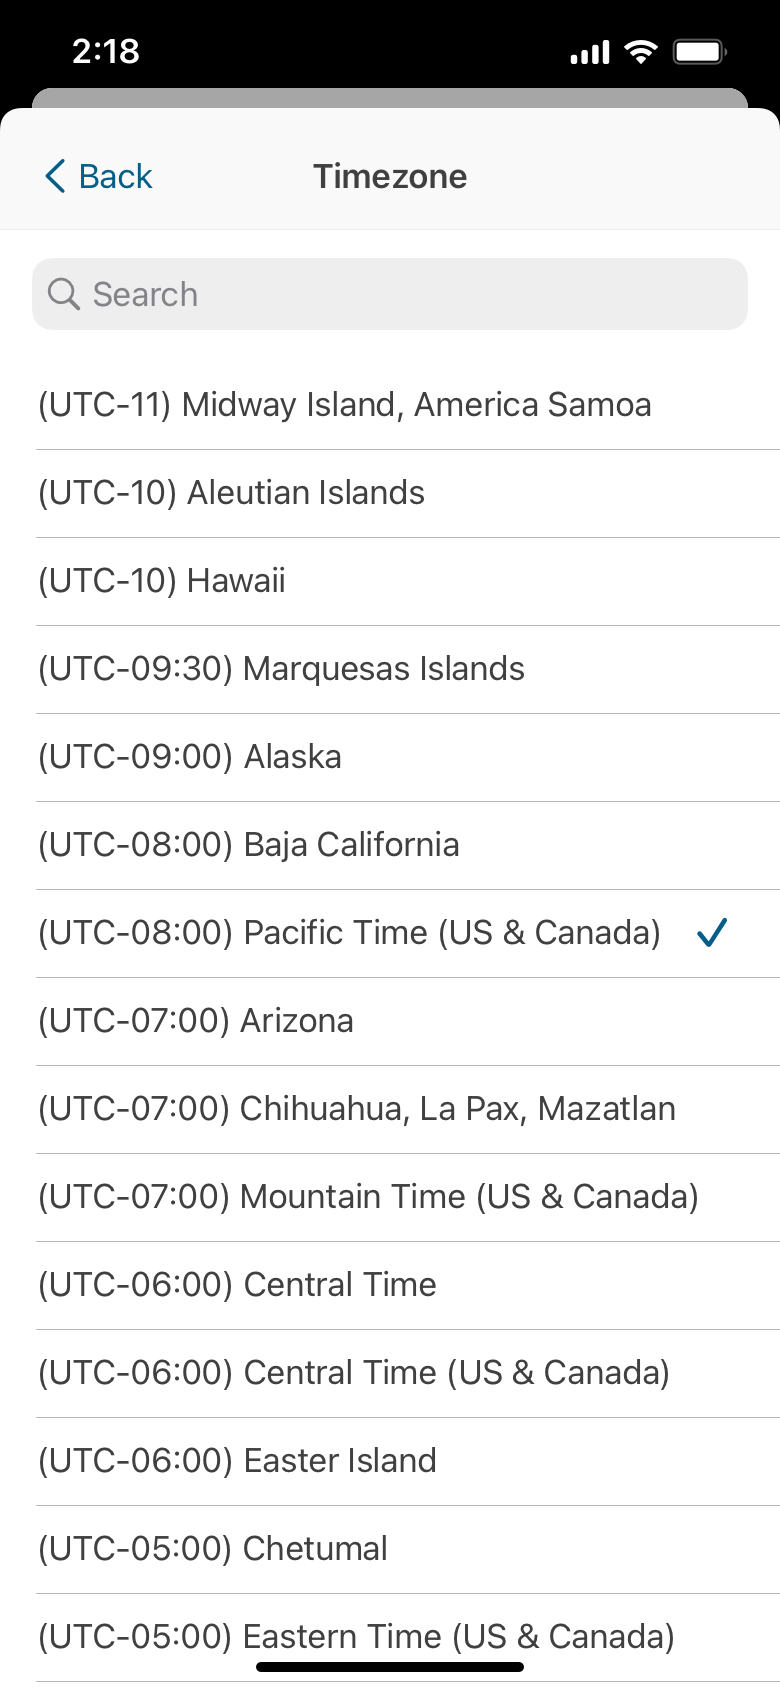 2:18
Back
Timezone
Search
(UTC-11) Midway Island, America Samoa
(UTC-10) Aleutian Islands
(UTC-10) Hawaii
(UTC-09:30) Marquesas Islands
(UTC-09:00) Alaska
(UTC-08:00) Baja California
(UTC-08:00) Pacific Time (US & Canada)
(UTC-07:00) Arizona
(UTC-07:00) Chihuahua, La Pax, Mazatlan
(UTC-07:00) Mountain Time (US & Canada)
(UTC-06:00) Central Time
(UTC-06:00) Central Time (US & Canada)
(UTC-06:00) Easter Island
(UTC-05:00) Chetumal
(UTC-05:00) Eastern Time (US & Canada)